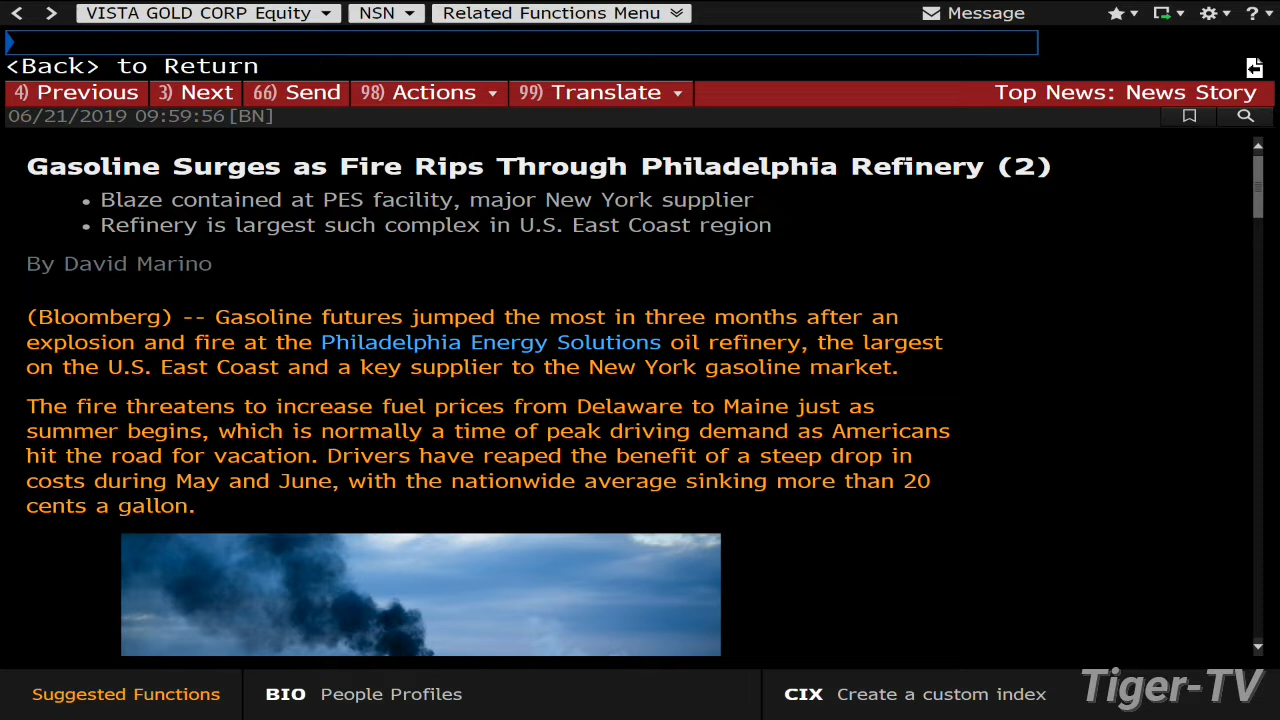 VISTA GOLD CORP Equity NSN Related Functions Menu Message ?
<Back> to Return
4) Previous 3) Next 66) Send 98) Actions 99) Translate Top News: News Story
06/21/2019 09:59:56 [BN]
Gasoline Surges as Fire Rips Through Philadelphia Refinery (2)
• Blaze contained at PES facility, major New York supplier
• Refinery is largest such complex in U.S. East Coast region
By David Marino
(Bloomberg) -- Gasoline futures jumped the most in three months after an
explosion and fire at the Philadelphia Energy Solutions oil refinery, the largest
on the U.S. East Coast and a key supplier to the New York gasoline market.
The fire threatens to increase fuel prices from Delaware to Maine just as
summer begins, which is normally a time of peak driving demand as Americans
hit the road for vacation. Drivers have reaped the benefit of a steep drop in
costs during May and June, with the nationwide average sinking more than 20
cents a gallon.
Suggested Functions BIO People Profiles CIX Create a custom index
Tiger-TV